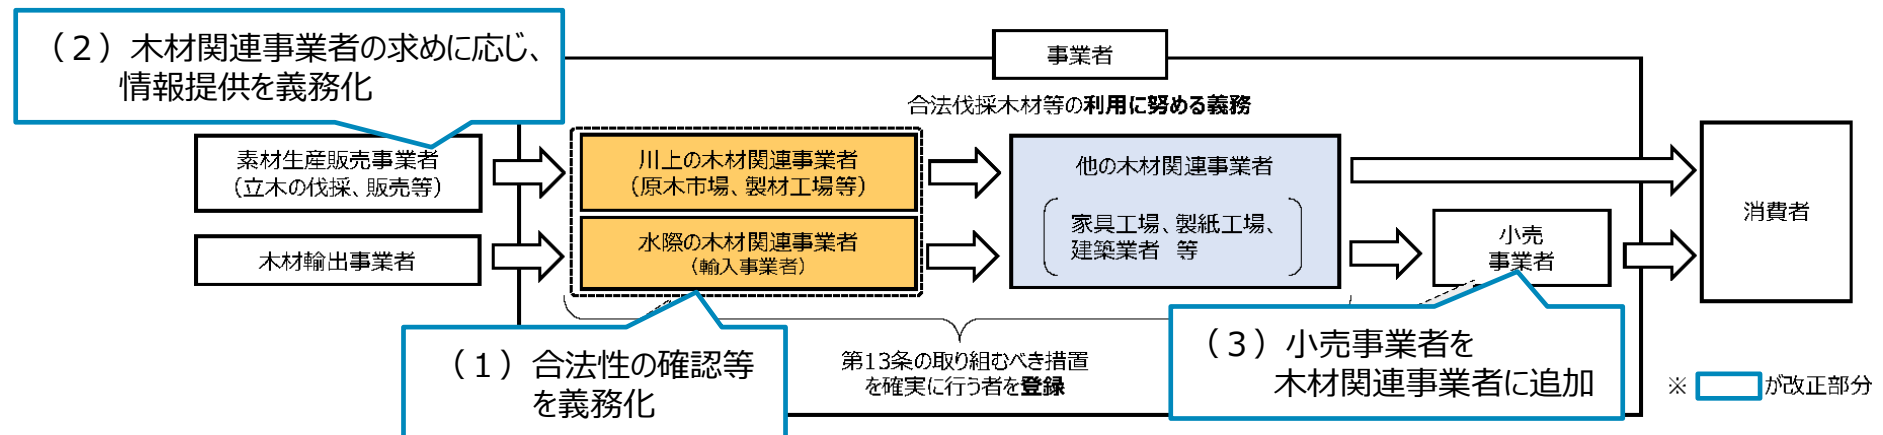 （２）木材関連事業者の求めに応じ、
情報提供を義務化
事業者
合法伐採木材等の利用に努める義務
素材生産販売事業者
（立木の伐採、販売等）
川上の木材関連事業者
（原木市場、製材工場等）
他の木材関連事業者
家具工場、製紙工場、
建築業者　等
木材輸出事業者
水際の木材関連事業者
（輸入事業者）
小売
事業者
消費者
（１）合法性の確認等
を義務化
第13条の取り組むべき措置
を確実に行う者を登録
（３）小売事業者を
木材関連事業者に追加
※　が改正部分